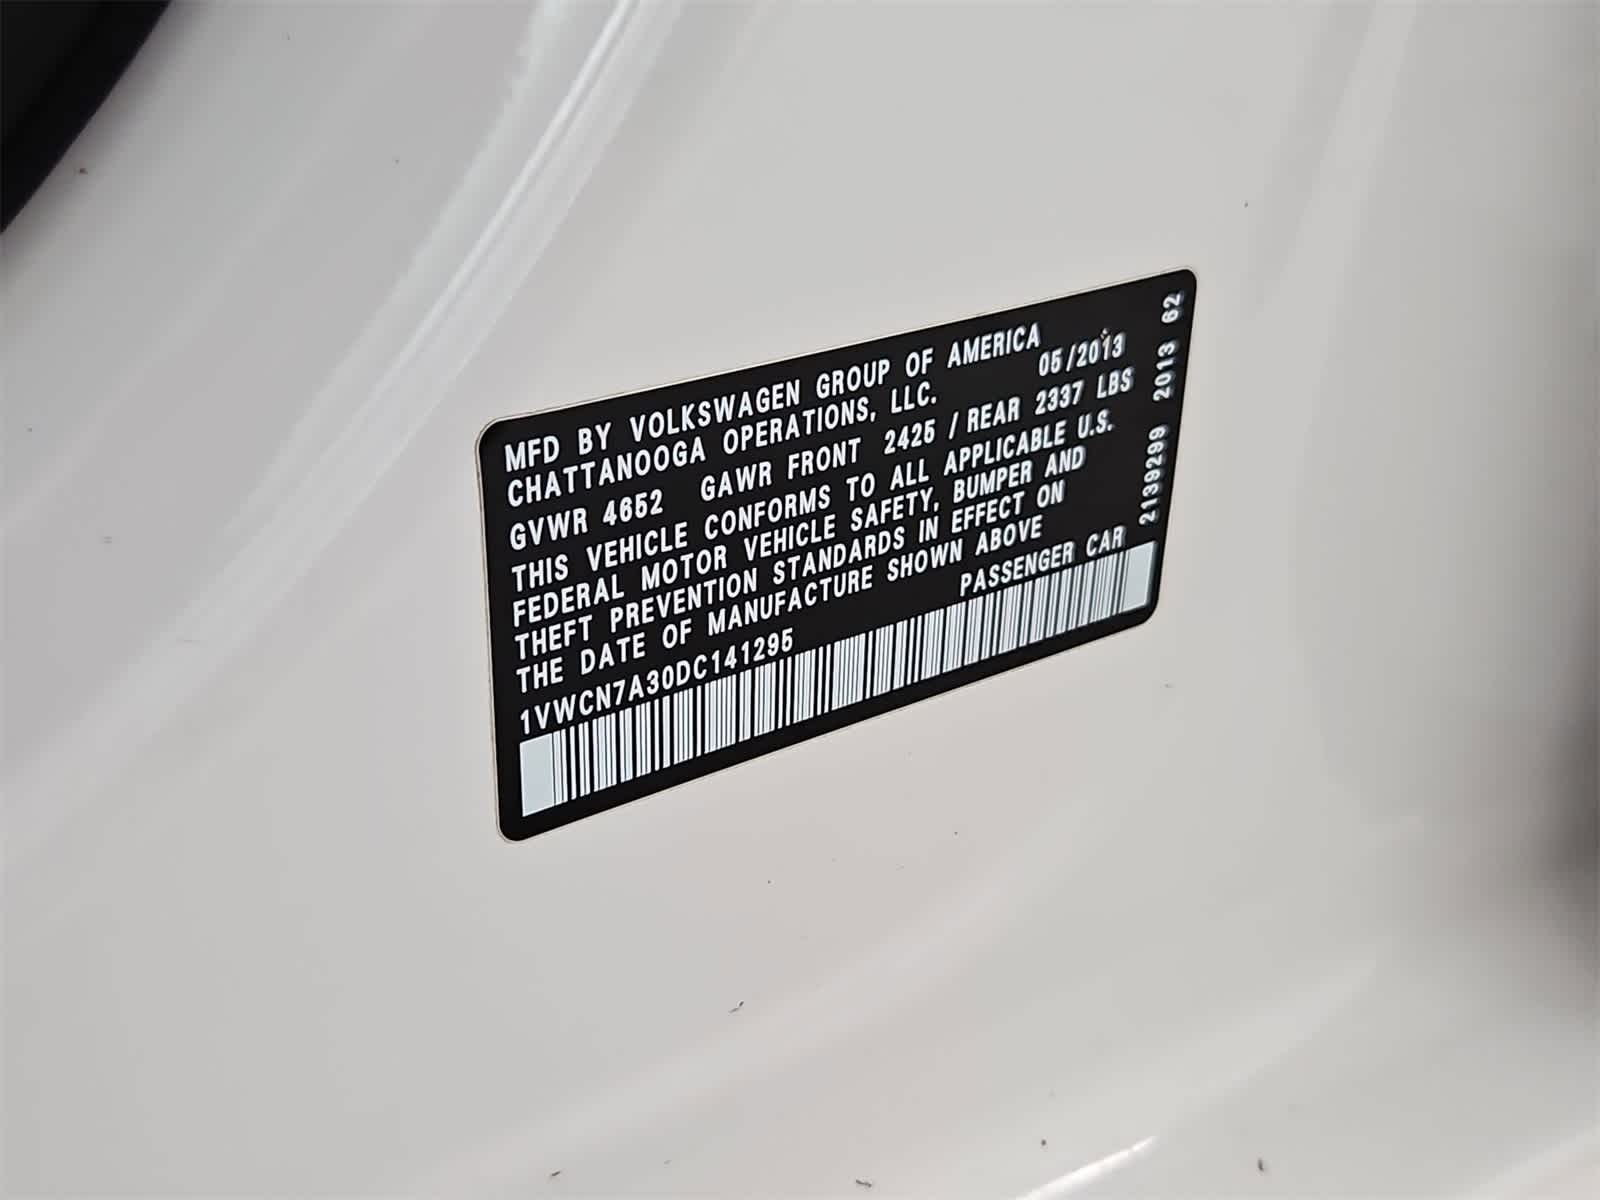 MFD BY VOLKSWAGEN GROUP OF AMERICA
CHATTANOOGA OPERATIONS, LLC. 05/2013
GVWR 4652 GAWR FRONT 2425 / REAR 2337 LBS
THIS VEHICLE CONFORMS TO ALL APPLICABLE U.S.
FEDERAL MOTOR VEHICLE SAFETY, BUMPER AND
THEFT PREVENTION STANDARDS IN EFFECT ON
THE DATE OF MANUFACTURE SHOWN ABOVE
1VWCN7A30DC141295 PASSENGER CAR
2139299 2013 62